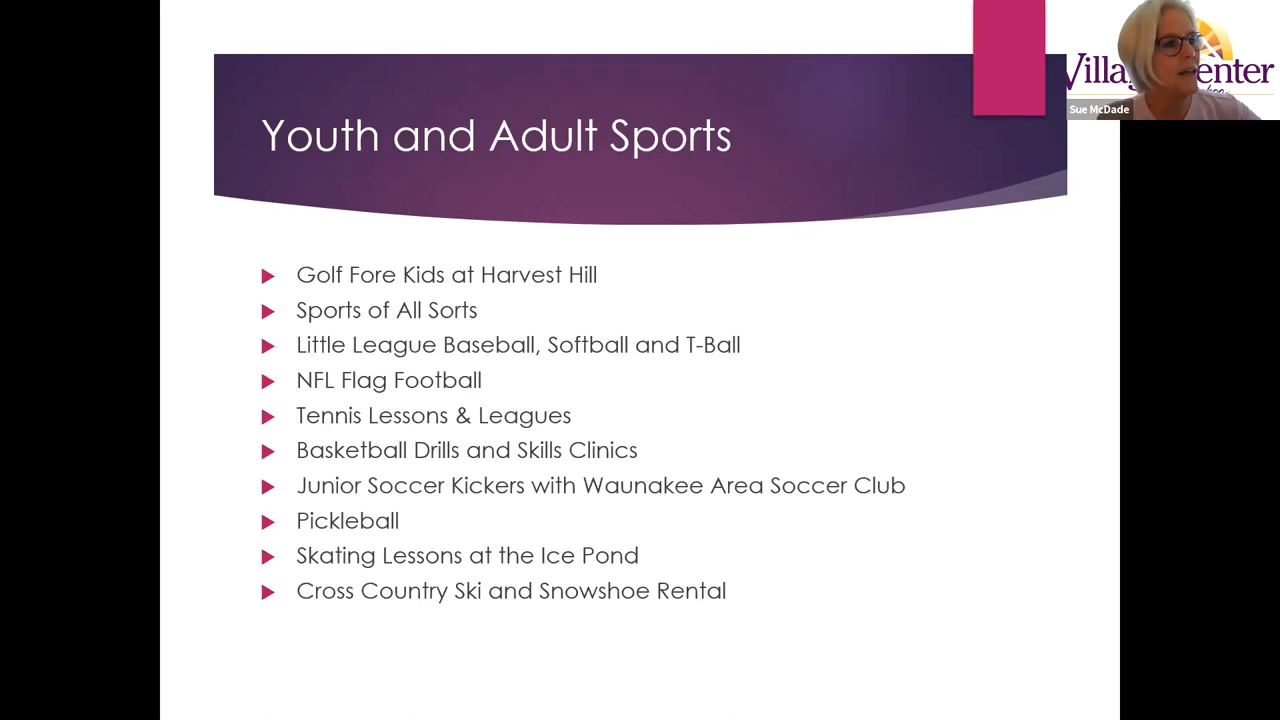 Youth and Adult Sports
Golf Fore Kids at Harvest Hill
Sports of All Sorts
Little League Baseball, Softball and T-Ball
NFL Flag Football
Tennis Lessons & Leagues
Basketball Drills and Skills Clinics
Junior Soccer Kickers with Waunakee Area Soccer Club
Pickleball
Skating Lessons at the Ice Pond
Cross Country Ski and Snowshoe Rental
Sue McDade